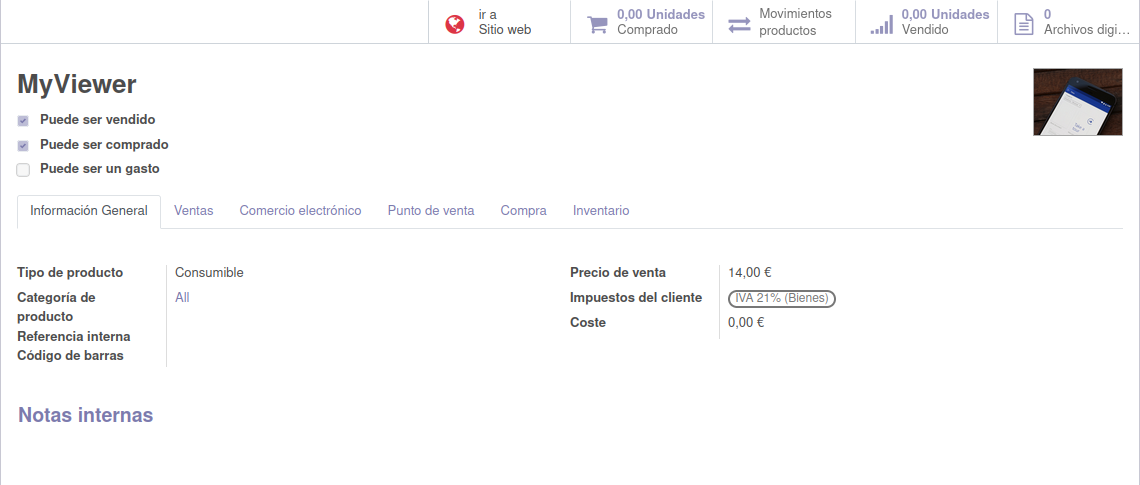 ir a
Sitio web
0,00 Unidades
Comprado
Movimientos
productos
0,00 Unidades
Vendido
0
Archivos digi...
MyViewer
Puede ser vendido
Puede ser comprado
Puede ser un gasto
Información General Ventas Comercio electrónico Punto de venta Compra Inventario
Tipo de producto Consumible
Categoría de All
producto
Referencia interna
Código de barras
Precio de venta 14,00 €
Impuestos del cliente IVA 21% (Bienes)
Coste 0,00 €
Notas internas